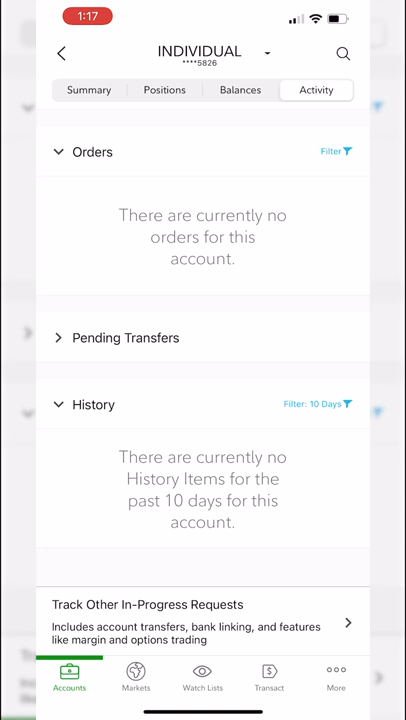 1:17
INDIVIDUAL
****5826
Summary
Positions
Balances
Activity
Orders
Filter
There are currently no
orders for this
account.
Pending Transfers
History
Filter: 10 Days
There are currently no
History Items for the
past 10 days for this
account.
Track Other In-Progress Requests
Includes account transfers, bank linking, and features
like margin and options trading
Accounts
Markets
Watch Lists
Transact
More